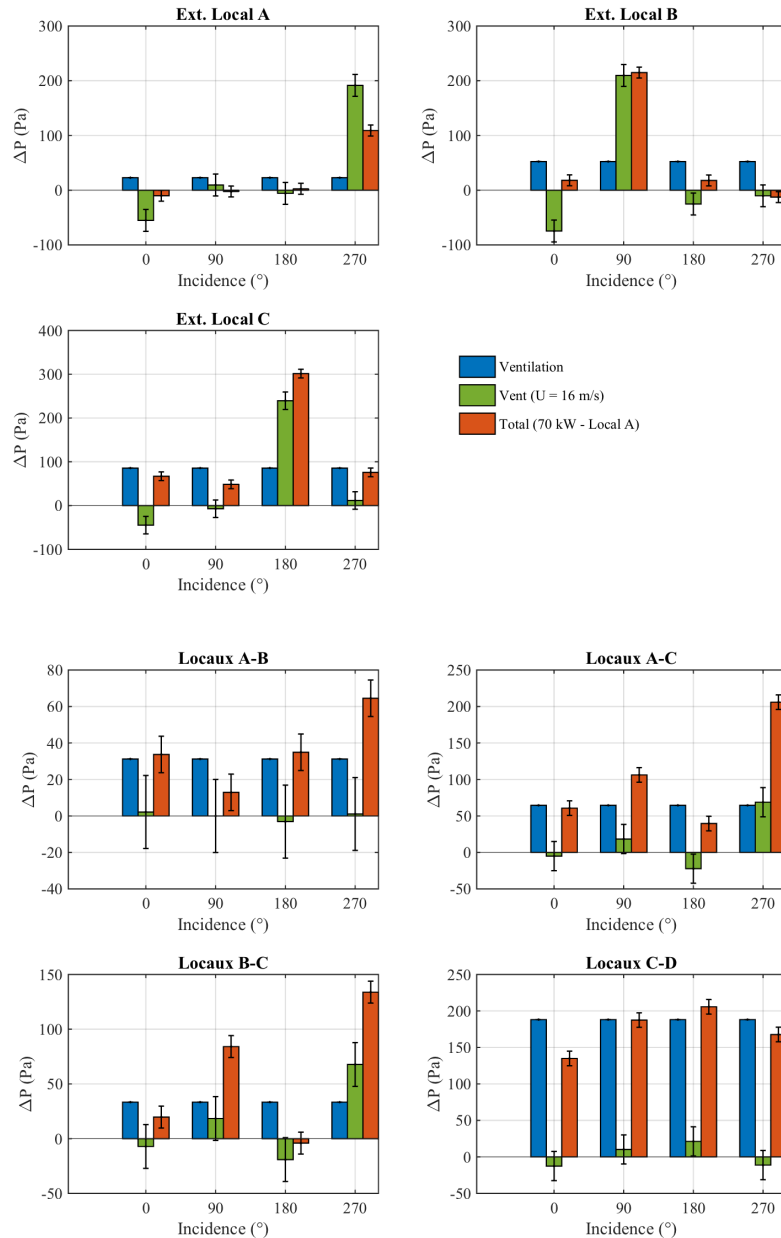 Ext. Local A
ΔP (Pa)
300
200
100
0
-100
0 90 180 270
Incidence (°)
Ext. Local B
ΔP (Pa)
300
200
100
0
-100
0 90 180 270
Incidence (°)
Ext. Local C
ΔP (Pa)
400
300
200
100
0
-100
0 90 180 270
Incidence (°)
Ventilation
Vent (U = 16 m/s)
Total (70 kW - Local A)
Locaux A-B
ΔP (Pa)
80
60
40
20
0
-20
-40
0 90 180 270
Incidence (°)
Locaux A-C
ΔP (Pa)
250
200
150
100
50
0
-50
0 90 180 270
Incidence (°)
Locaux B-C
ΔP (Pa)
150
100
50
0
-50
0 90 180 270
Incidence (°)
Locaux C-D
ΔP (Pa)
250
200
150
100
50
0
-50
0 90 180 270
Incidence (°)